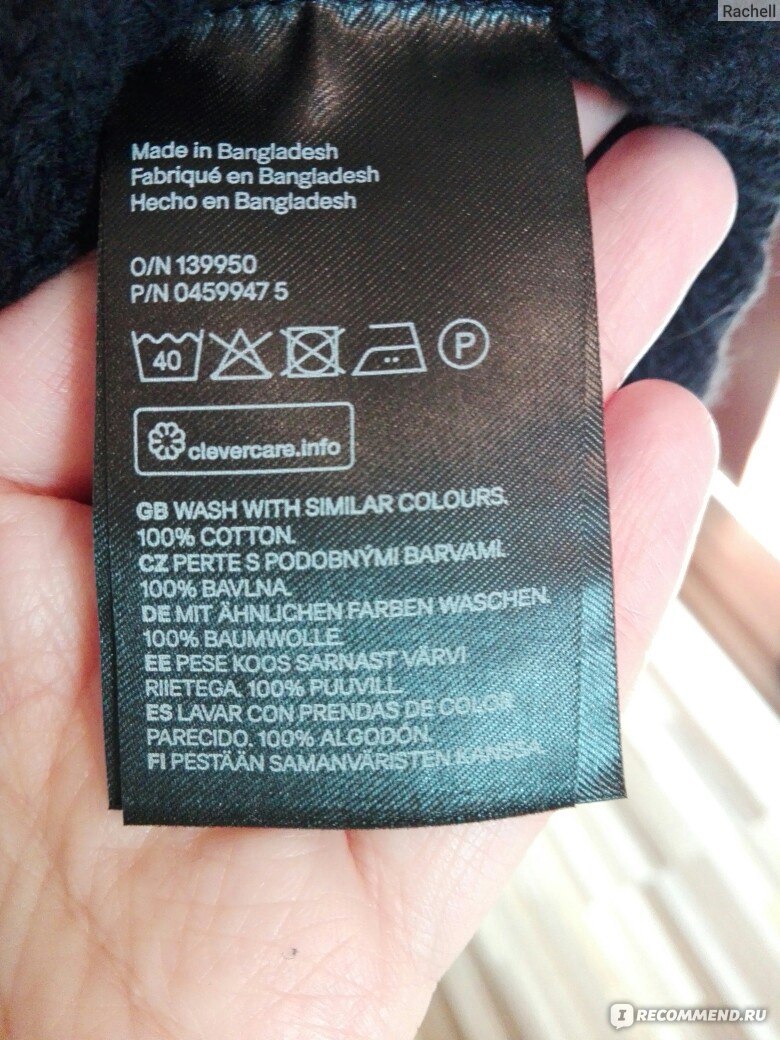 Rachell
Made in Bangladesh
Fabriqué en Bangladesh
Hecho en Bangladesh
O/N 139950
P/N 0459947 5
40
P
clevercare.info
GB WASH WITH SIMILAR COLOURS.
100% COTTON.
CZ PERTE S PODOBNÝMI BARVAMI.
100% BAVLNA.
DE MIT ÄHNLICHEN FARBEN WASCHEN.
100% BAUMWOLLE.
EE PESE KOOS SARNAST VÄRVI
RIIETEGA. 100% PUUVILL.
ES LAVAR CON PRENDAS DE COLOR
PARECIDO. 100% ALGODÓN.
FI PESTÄÄN SAMANVÄRISTEN KANSSA.
IRECOMMEND.RU